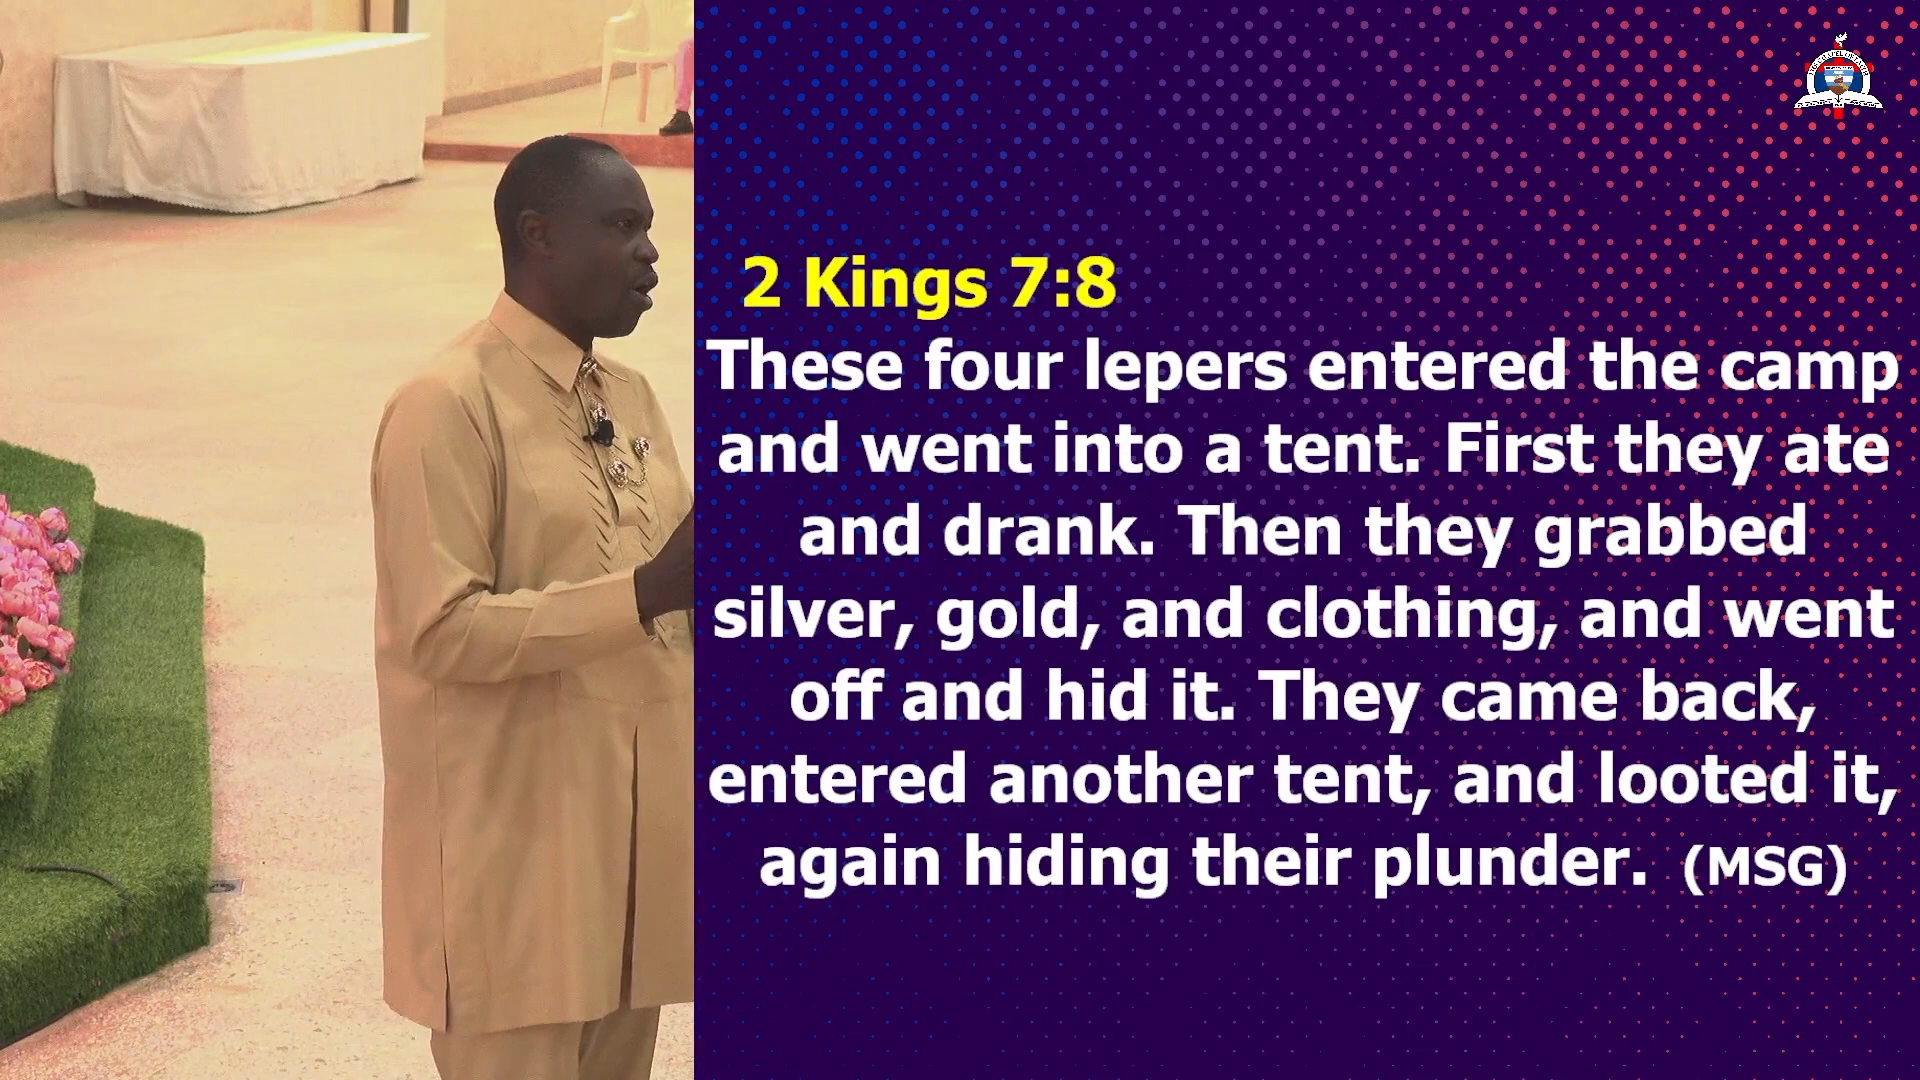 2 Kings 7:8
These four lepers entered the camp
and went into a tent. First they ate
and drank. Then they grabbed
silver, gold, and clothing, and went
off and hid it. They came back,
entered another tent, and looted it,
again hiding their plunder. (MSG)